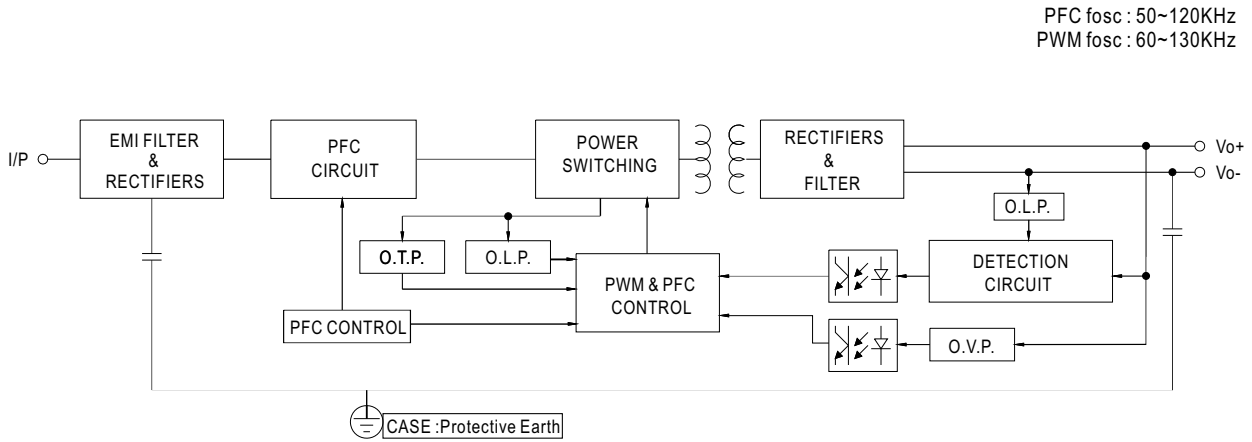 PFC fosc : 50~120KHz
PWM fosc : 60~130KHz
I/P
EMI FILTER
&
RECTIFIERS
PFC
CIRCUIT
POWER
SWITCHING
RECTIFIERS
&
FILTER
Vo+
Vo-
O.L.P.
O.T.P.
O.L.P.
PWM & PFC
CONTROL
DETECTION
CIRCUIT
PFC CONTROL
O.V.P.
CASE :Protective Earth